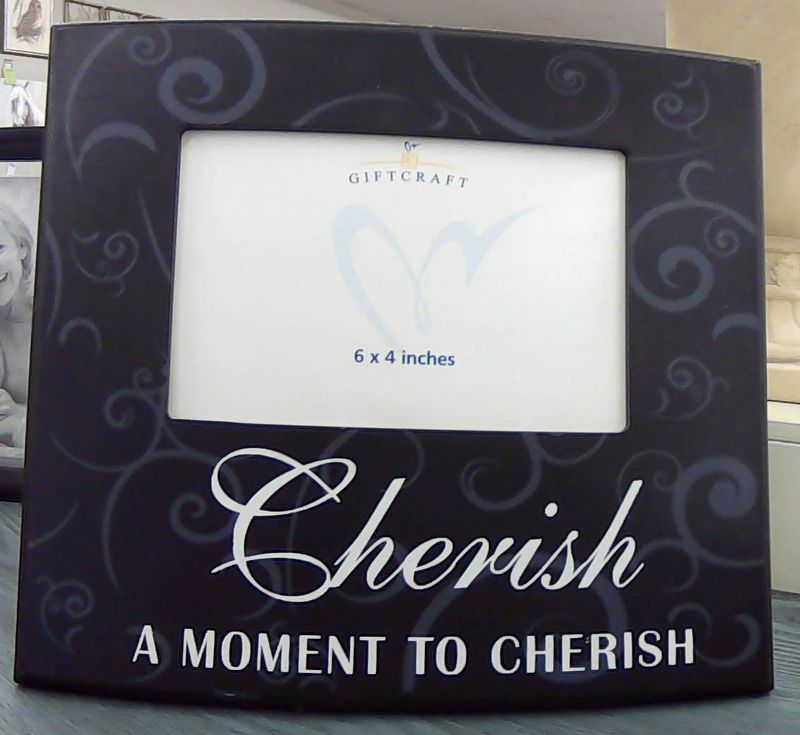 GIFTCRAFT
6 x 4 inches
Cherish
A MOMENT TO CHERISH